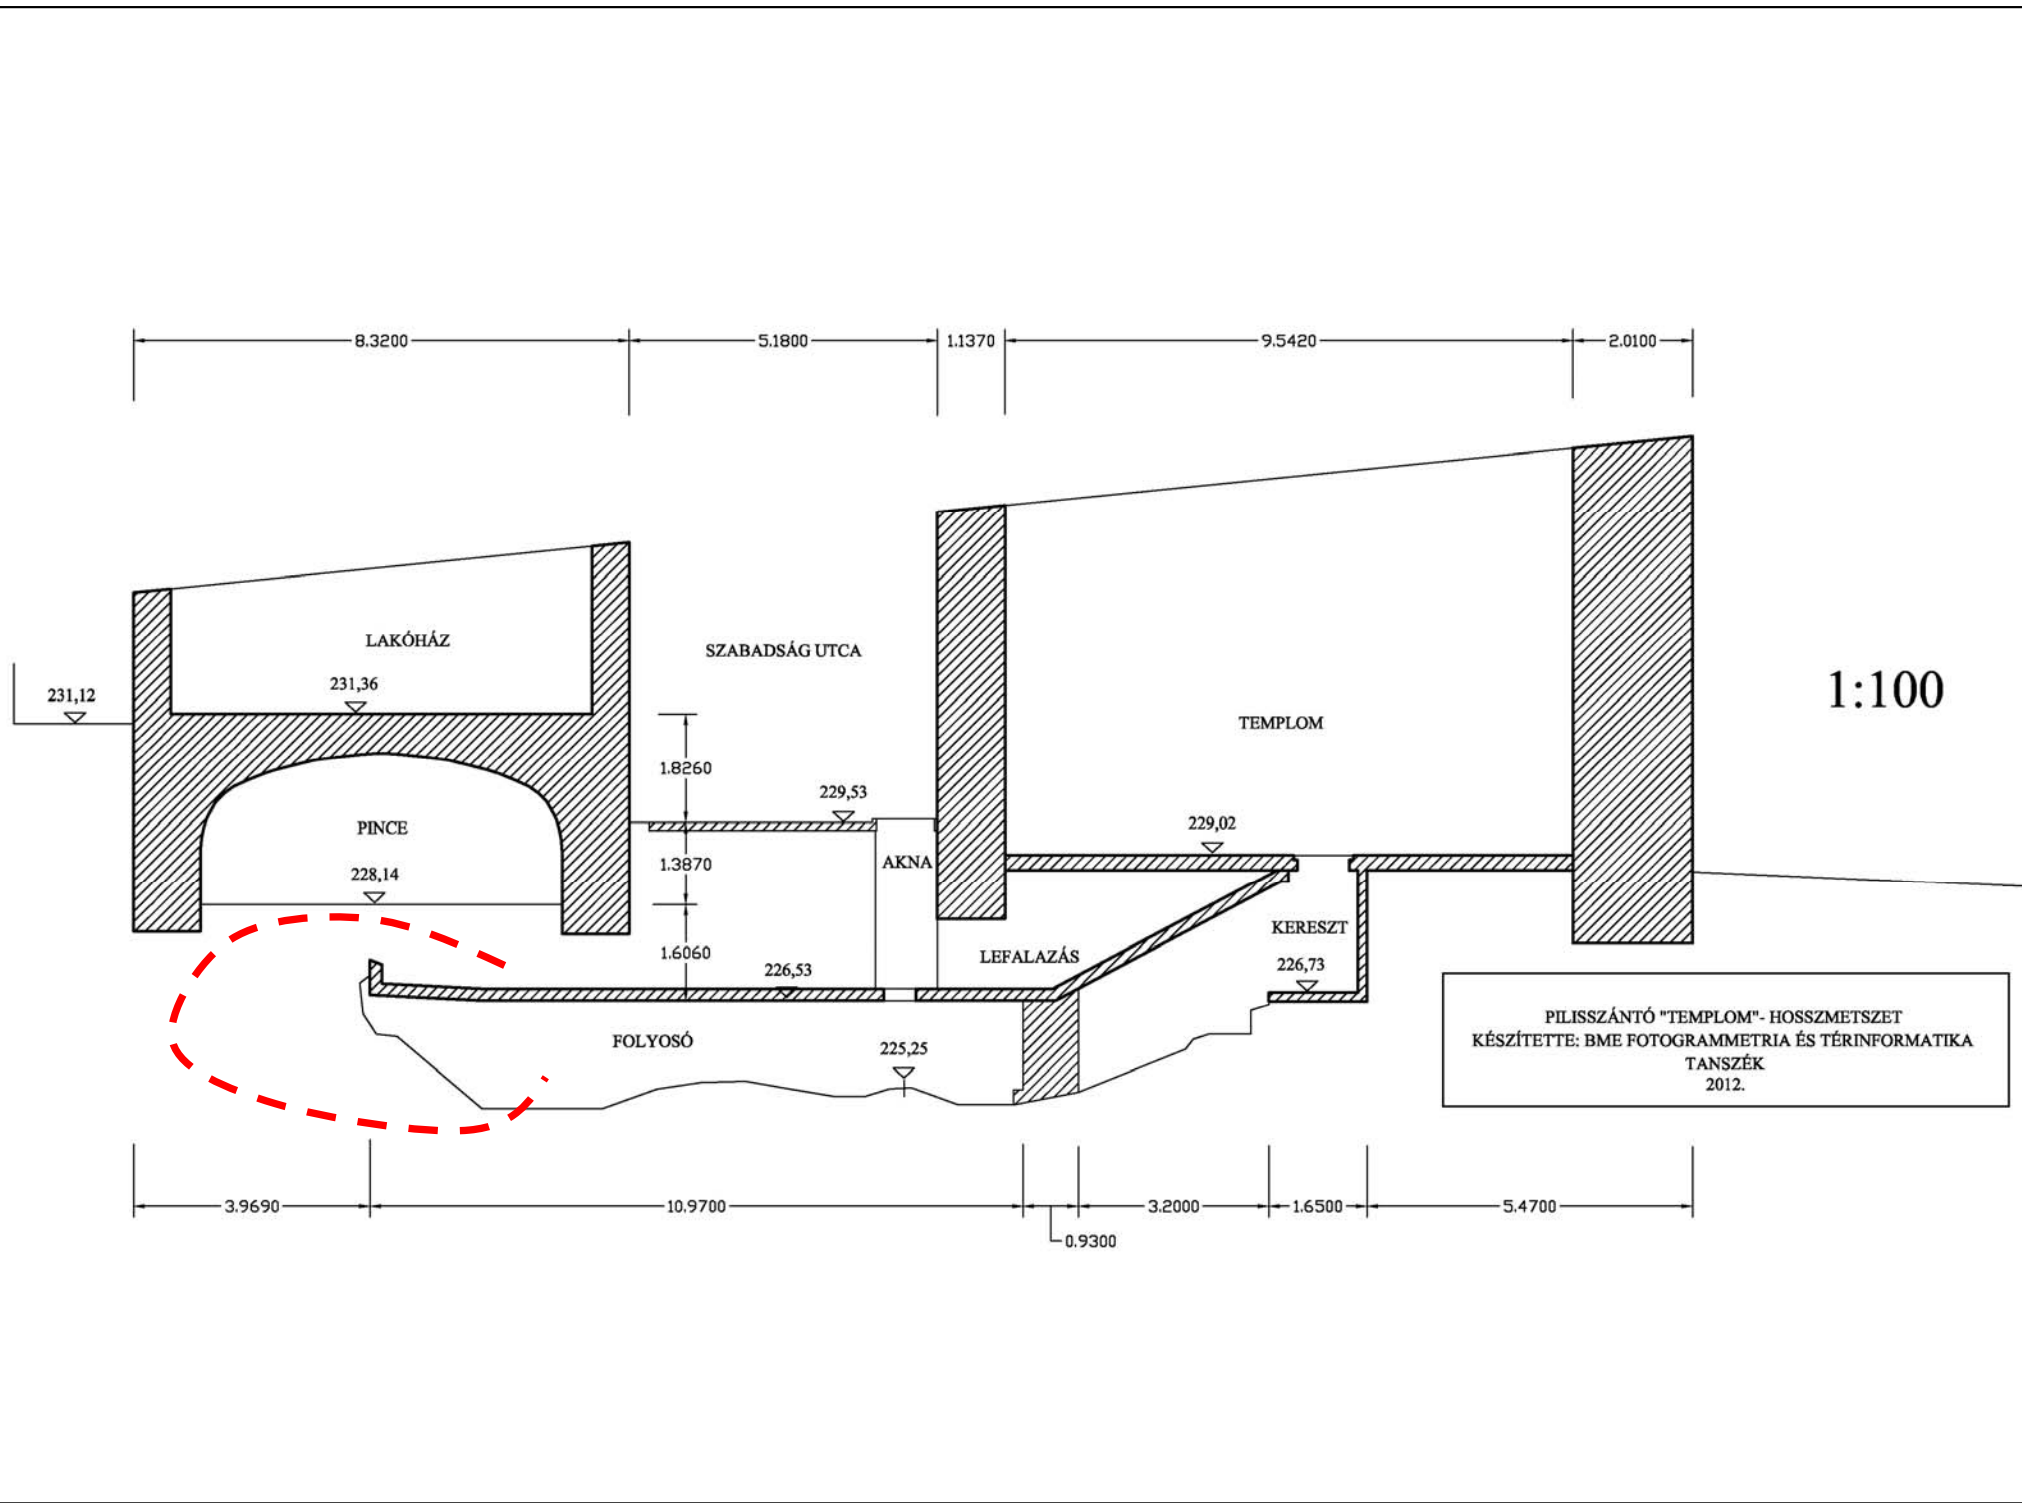 8.3200
5.1800
1.1370
9.5420
2.0100
LAKÓHÁZ
SZABADSÁG UTCA
231,12
231,36
1:100
TEMPLOM
1.8260
229,53
229,02
PINCE
AKNA
1.3870
228,14
KERESZT
1.6060
LEFALAZÁS
226,53
226,73
PILISSZÁNTÓ "TEMPLOM"- HOSSZMETSZET
KÉSZÍTETTE: BME FOTOGRAMMETRIA ÉS TÉRINFORMATIKA
TANSZÉK
2012.
FOLYOSÓ
225,25
3.9690
10.9700
3.2000
1.6500
5.4700
0.9300